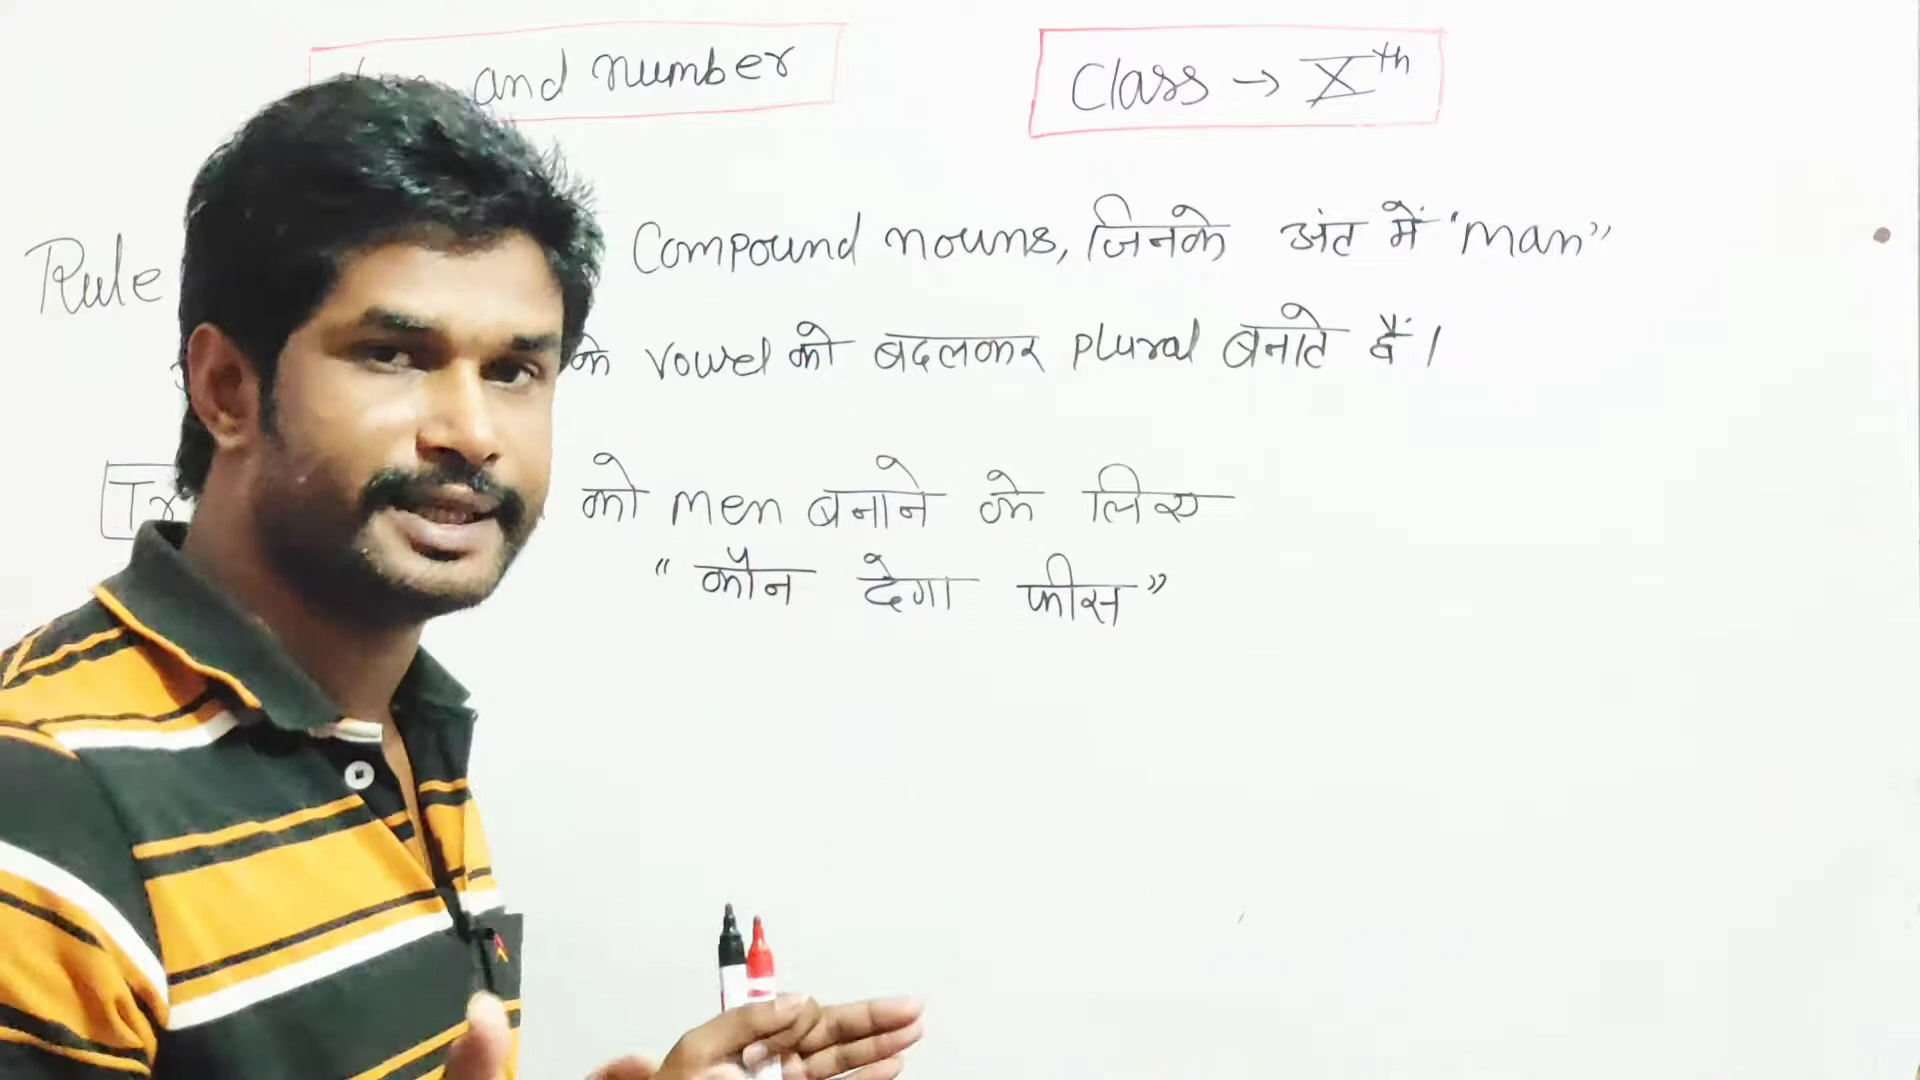 and number
Class → Xth
Rule Compound nouns, जिनके अंत में "man"
के vowel को बदलकर plural बनाते हैं।
को men बनाने के लिए
"कौन देगा फीस"